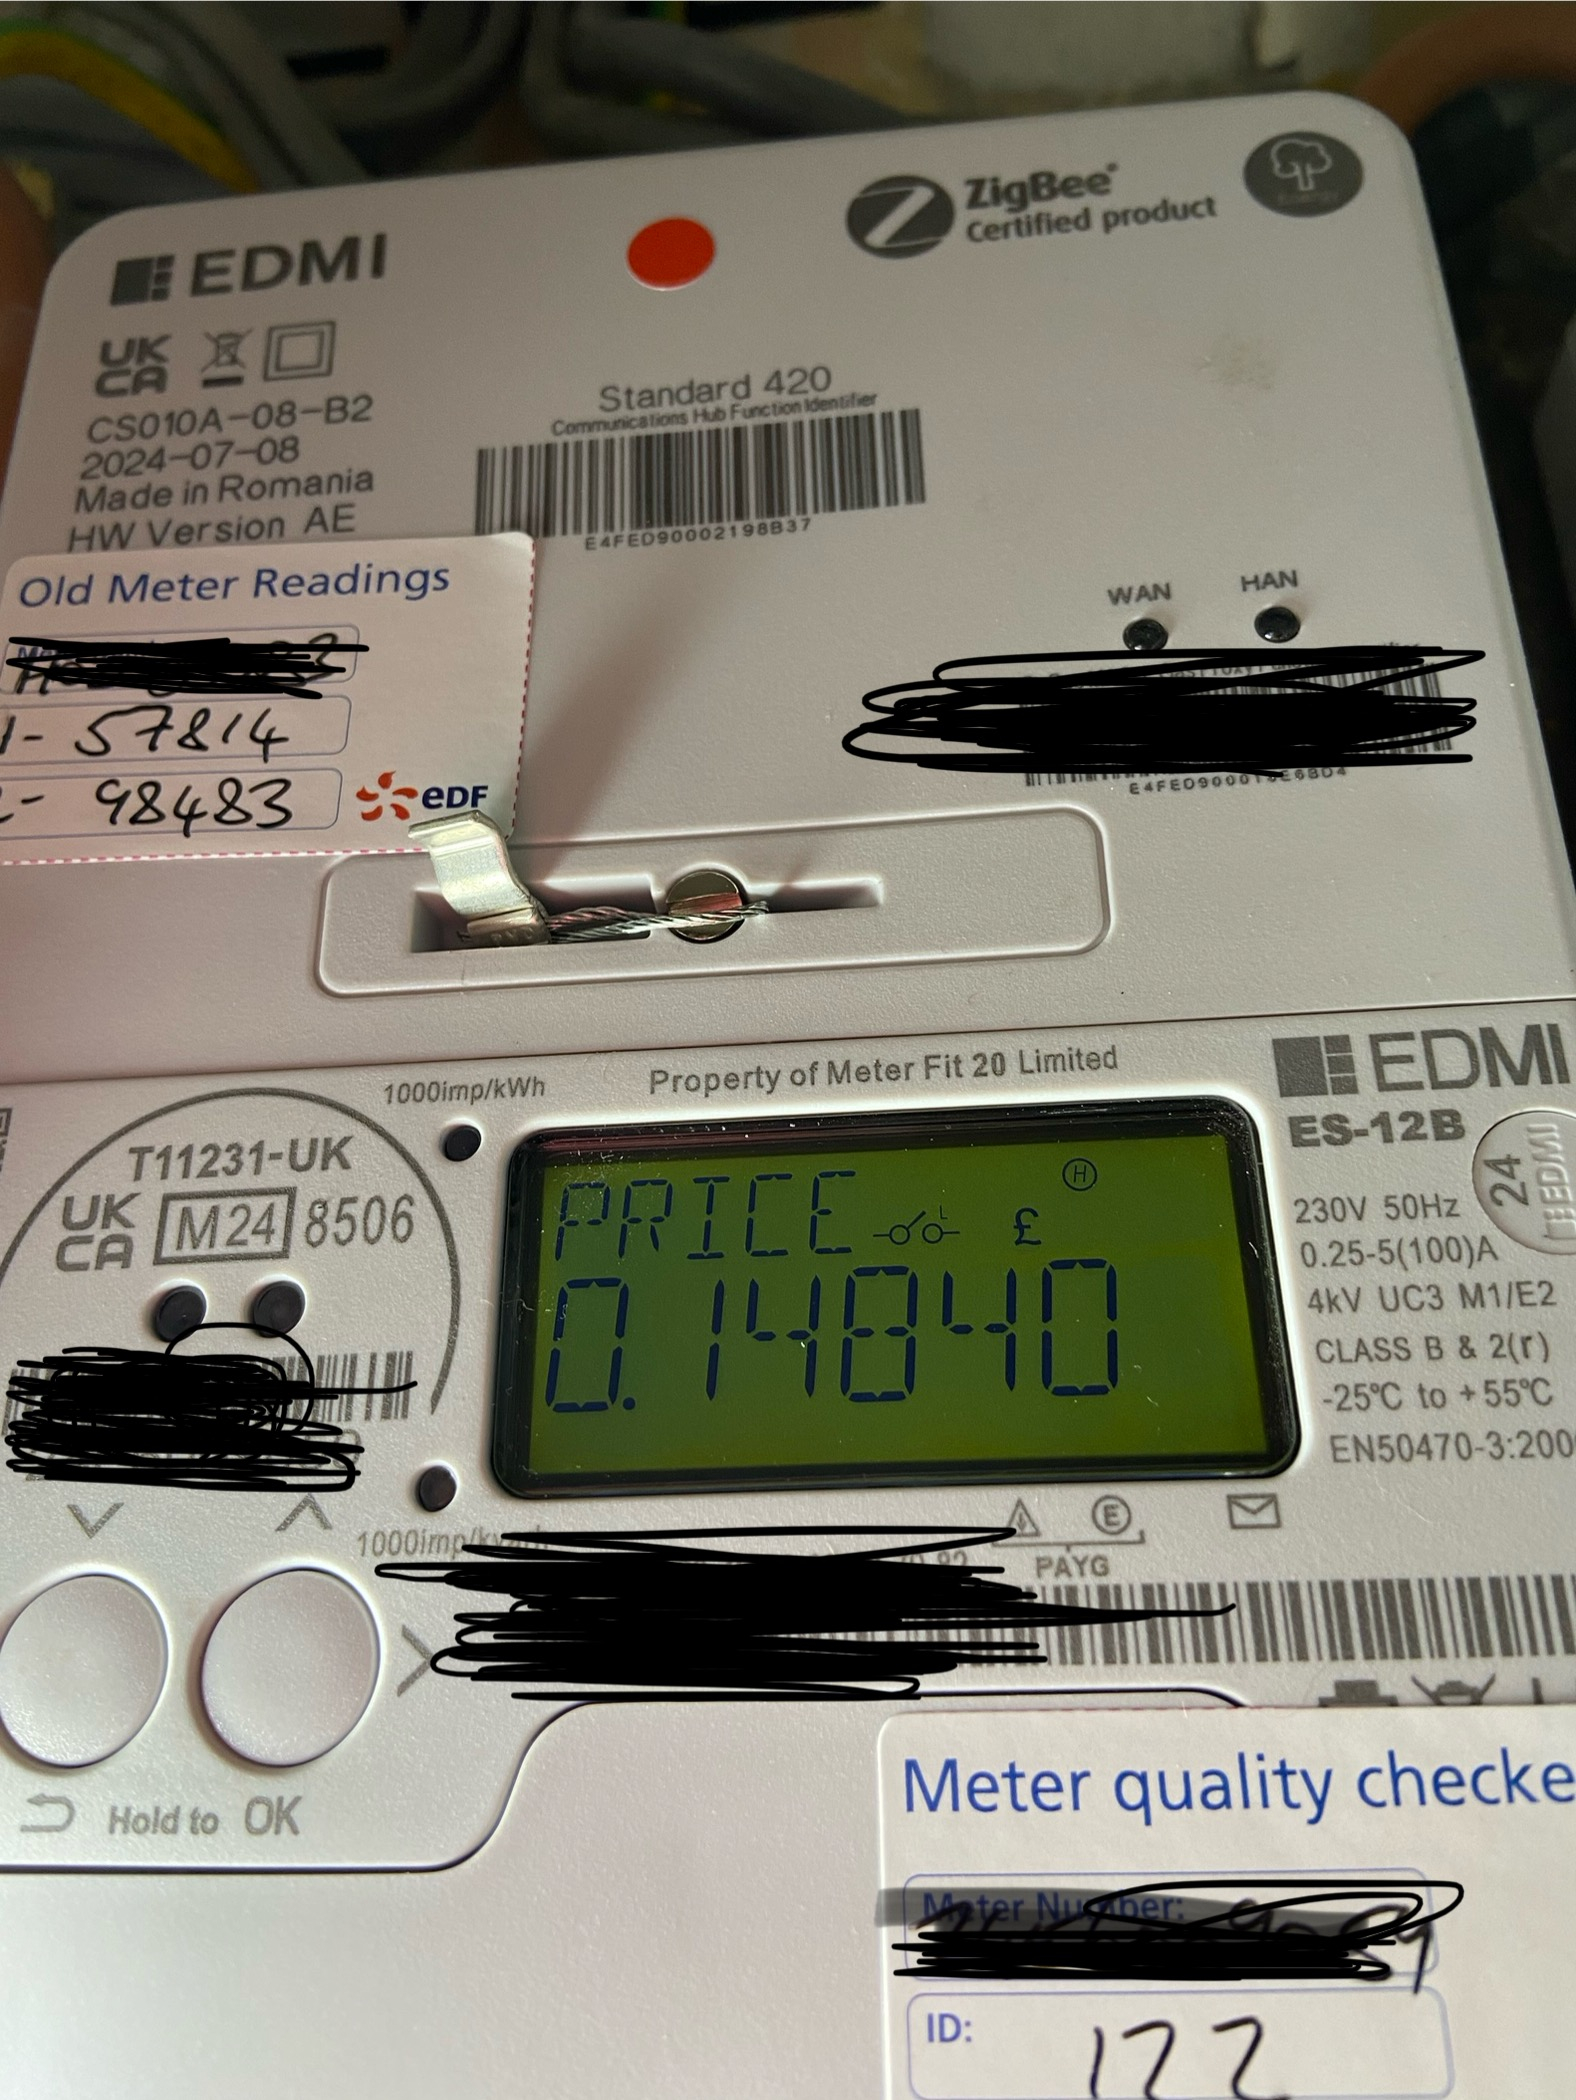 EDMI
ZigBee®
Certified product
UK
CA
CS010A-08-B2
2024-07-08
Made in Romania
HW Version AE
Standard 420
Communications Hub Function Identifier
E4FED90002198B37
WAN
HAN
Old Meter Readings
1- 57814
- 98483
eDF
Property of Meter Fit 20 Limited
EDMI
ES-12B
24
EDMI
1000imp/kWh
T11231-UK
UK
CA
M24 8506
PRICE
H
L
£
0.14840
230V 50Hz
0.25-5(100)A
4kV UC3 M1/E2
CLASS B & 2(r)
-25°C to +55°C
EN50470-3:200
E
PAYG
Hold to OK
Meter quality checke
Meter Number:
ID:
122